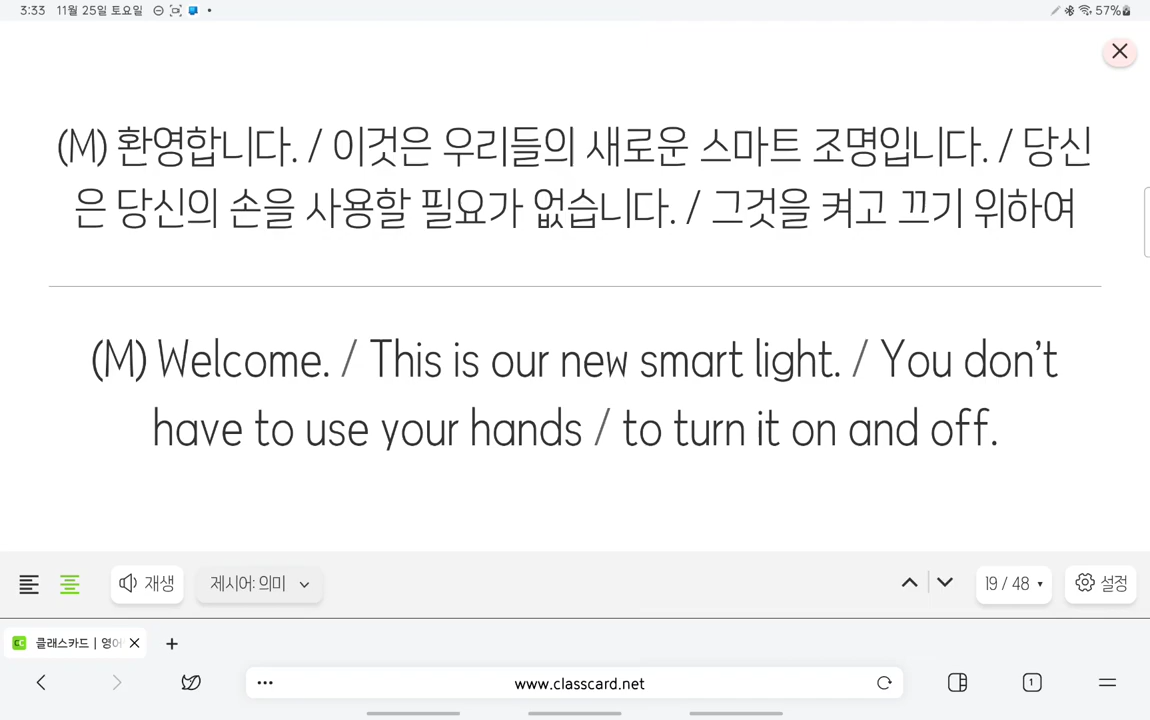 3:33 11월 25일 토요일 57%
(M) 환영합니다. / 이것은 우리들의 새로운 스마트 조명입니다. / 당신
은 당신의 손을 사용할 필요가 없습니다. / 그것을 켜고 끄기 위하여
(M) Welcome. / This is our new smart light. / You don't
have to use your hands / to turn it on and off.
재생 제시어: 의미 19 / 48 설정
클래스카드 | 영어
www.classcard.net 1